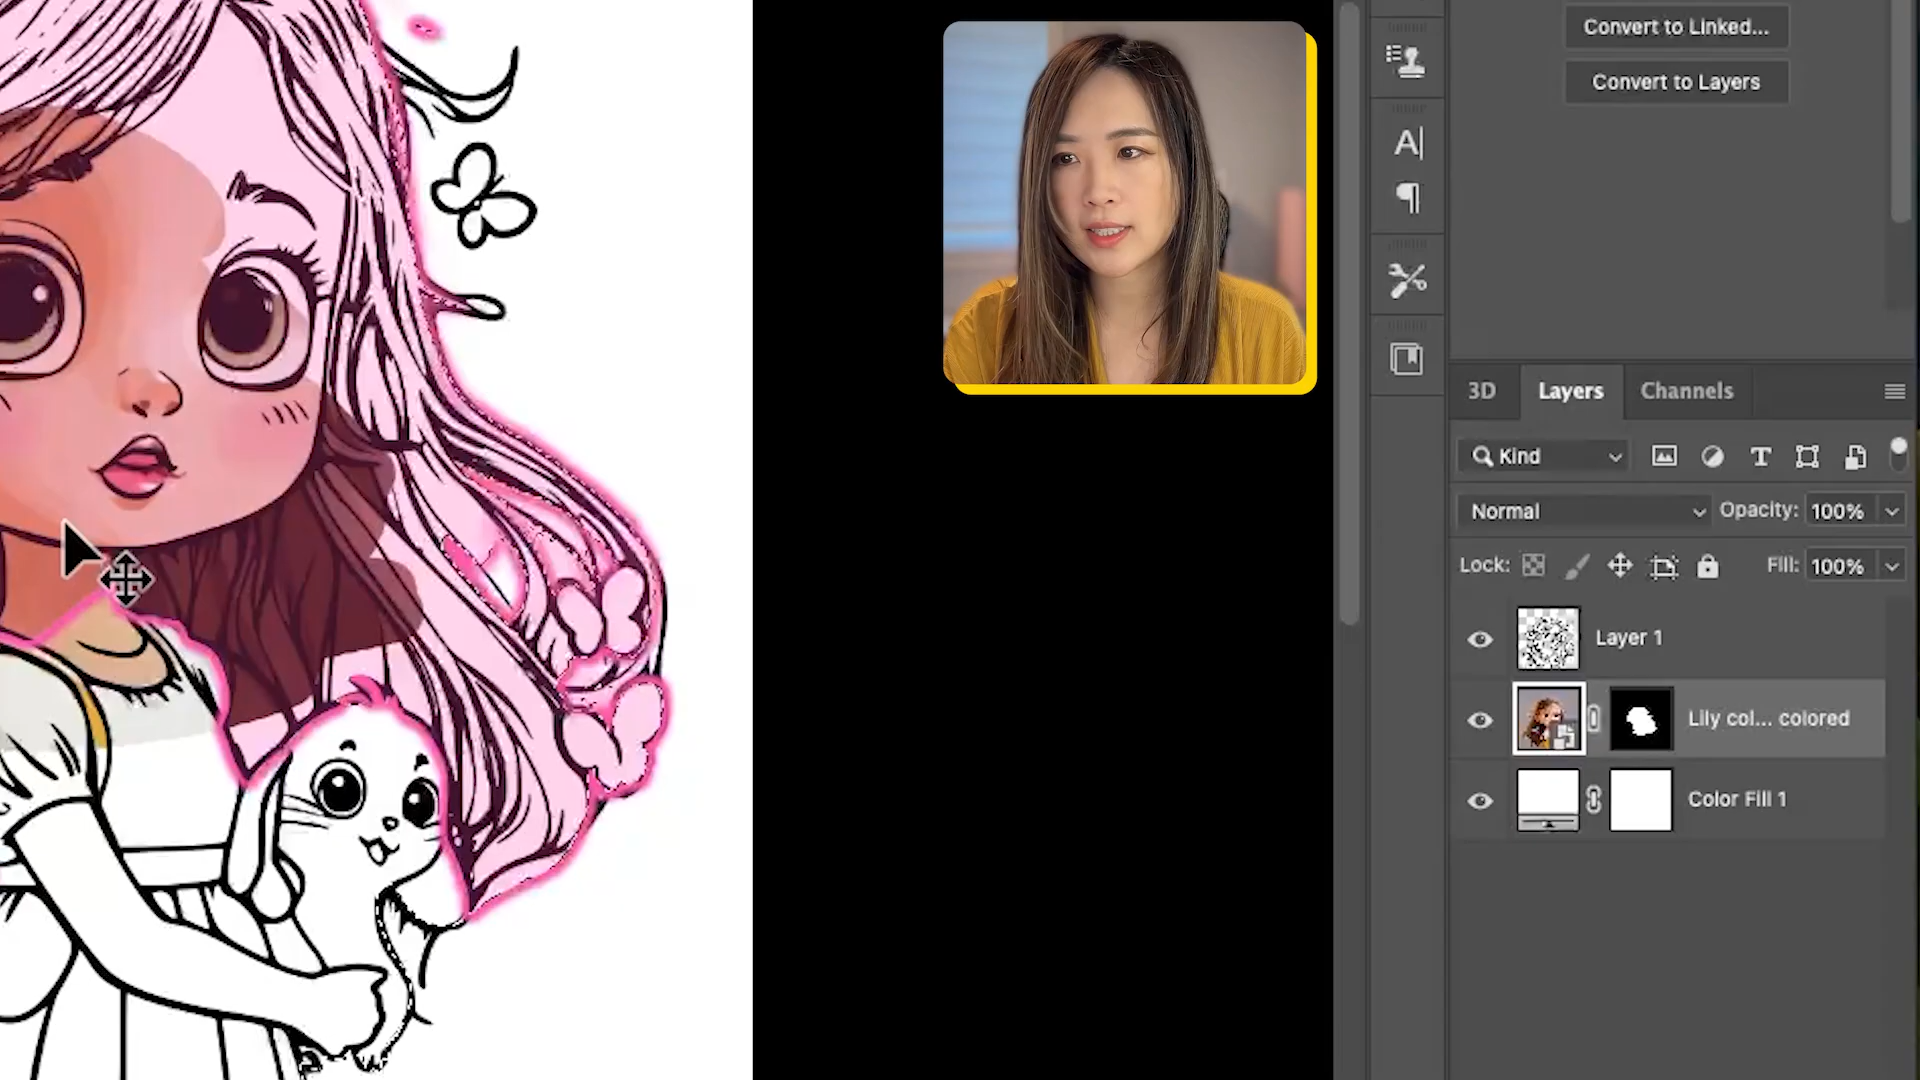 Convert to Linked...
Convert to Layers
3D Layers Channels
Kind
Normal Opacity: 100%
Lock: Fill: 100%
Layer 1
Lily col... colored
Color Fill 1